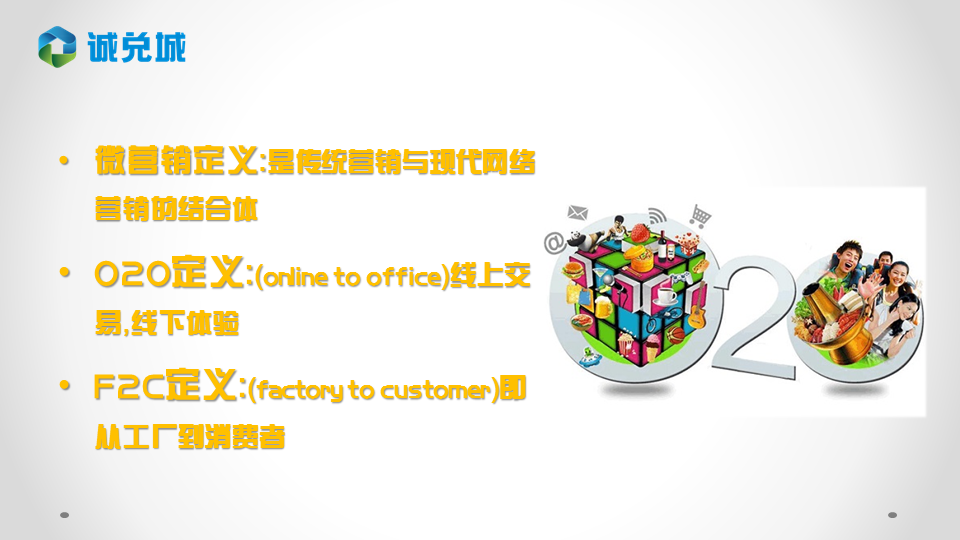 诚兑城
微营销定义:是传统营销与现代网络
营销的结合体
O2O定义:(online to office)线上交
易,线下体验
F2C定义:(factory to customer)即
从工厂到消费者
@
O2O